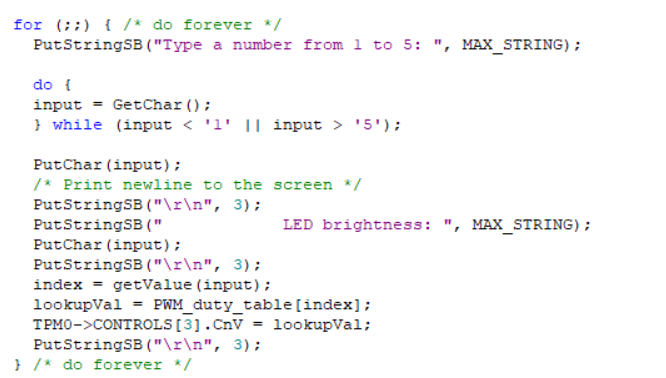 for (;;) { /* do forever */
  PutStringSB("Type a number from 1 to 5: ", MAX_STRING);

  do {
  input = GetChar();
  } while (input < '1' || input > '5');

  PutChar(input);
  /* Print newline to the screen */
  PutStringSB("\r\n", 3);
  PutStringSB("            LED brightness: ", MAX_STRING);
  PutChar(input);
  PutStringSB("\r\n", 3);
  index = getValue(input);
  lookupVal = PWM_duty_table[index];
  TPM0->CONTROLS[3].CnV = lookupVal;
  PutStringSB("\r\n", 3);
} /* do forever */